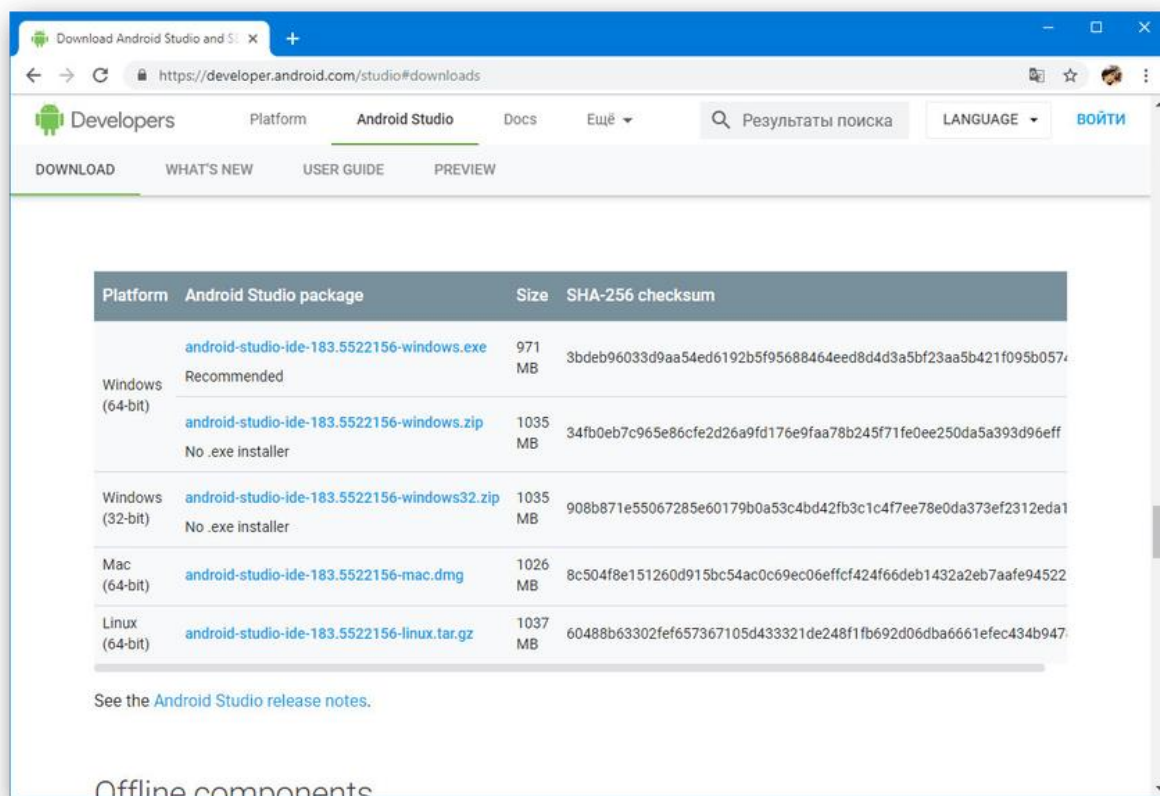 Download Android Studio and S
https://developer.android.com/studio#downloads
Developers Platform Android Studio Docs Ещё Результаты поиска LANGUAGE ВОЙТИ
DOWNLOAD WHAT'S NEW USER GUIDE PREVIEW
Platform Android Studio package Size SHA-256 checksum
Windows (64-bit)
android-studio-ide-183.5522156-windows.exe
Recommended
971 MB
3bdeb96033d9aa54ed6192b5f95688464eed8d4d3a5bf23aa5b421f095b0574
android-studio-ide-183.5522156-windows.zip
No .exe installer
1035 MB
34fb0eb7c965e86cfe2d26a9fd176e9faa78b245f71fe0ee250da5a393d96eff
Windows (32-bit)
android-studio-ide-183.5522156-windows32.zip
No .exe installer
1035 MB
908b871e55067285e60179b0a53c4bd42fb3c1c4f7ee78e0da373ef2312eda1
Mac (64-bit)
android-studio-ide-183.5522156-mac.dmg
1026 MB
8c504f8e151260d915bc54ac0c69ec06effcf424f66deb1432a2eb7aafe94522
Linux (64-bit)
android-studio-ide-183.5522156-linux.tar.gz
1037 MB
60488b63302fef657367105d433321de248f1fb692d06dba6661efec434b947
See the Android Studio release notes.
Offline components